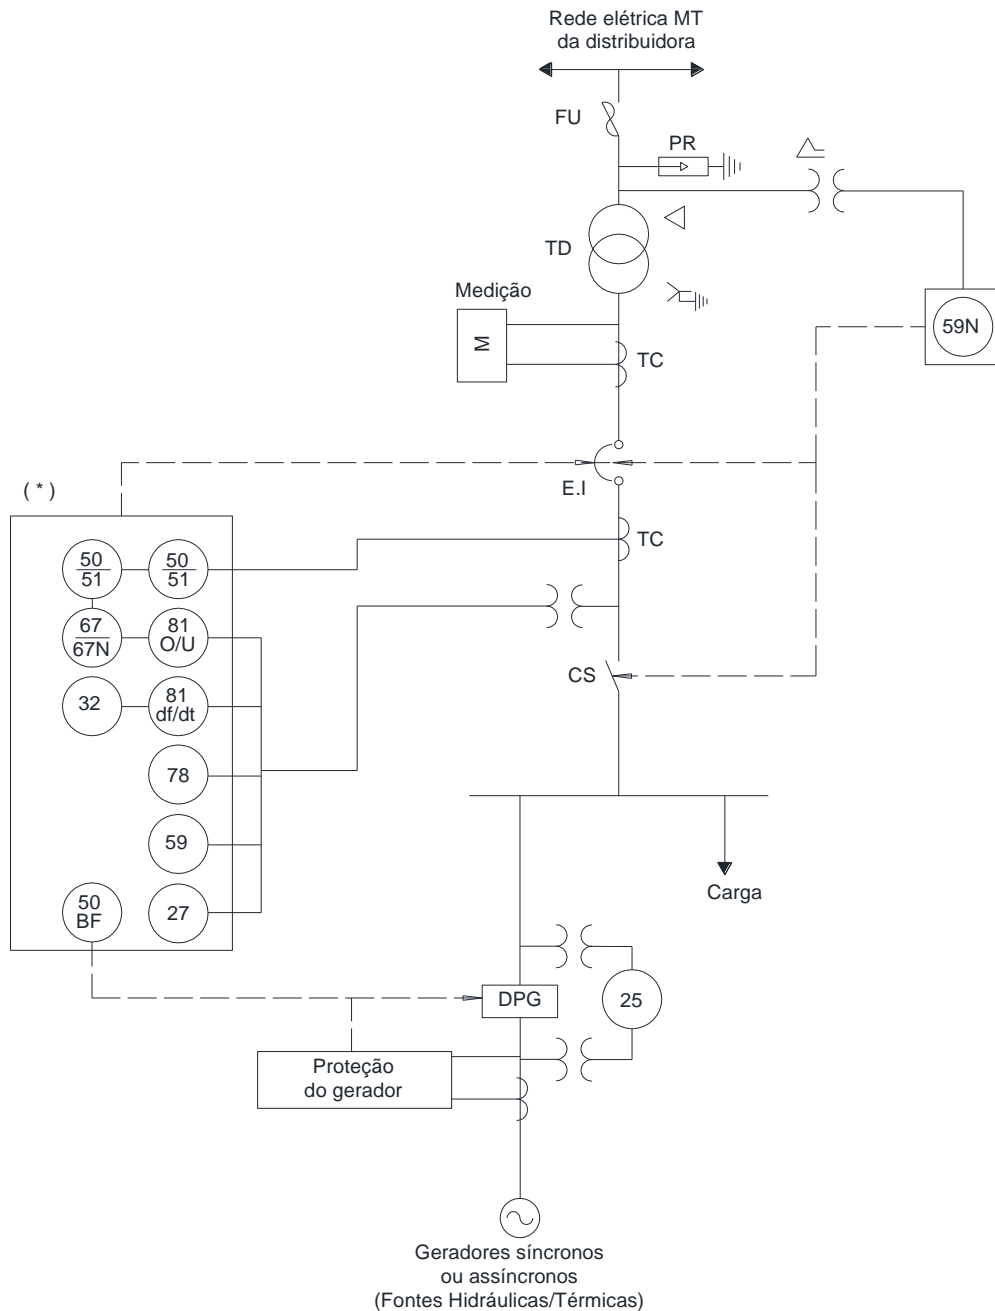 Rede elétrica MT
da distribuidora
FU
PR
TD
Medição
M
TC
59N
E.I
( * )
TC
50
51
50
51
67
67N
81
O/U
CS
32
81
df/dt
78
59
50
BF
27
Carga
DPG
25
Proteção
do gerador
Geradores síncronos
ou assíncronos
(Fontes Hidráulicas/Térmicas)